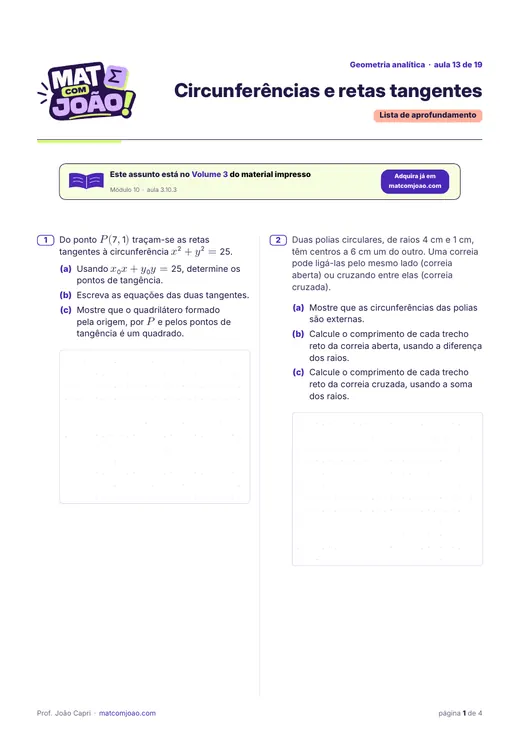 MAT
COM
JOÃO!
Σ
Geometria analítica · aula 13 de 19
Circunferências e retas tangentes
Lista de aprofundamento
Este assunto está no Volume 3 do material impresso
Módulo 10 · aula 3.10.3
Adquira já em
matcomjoao.com
1 Do ponto P(7, 1) traçam-se as retas
tangentes à circunferência x² + y² = 25.
(a) Usando x₀x + y₀y = 25, determine os
pontos de tangência.
(b) Escreva as equações das duas tangentes.
(c) Mostre que o quadrilátero formado
pela origem, por P e pelos pontos de
tangência é um quadrado.
2 Duas polias circulares, de raios 4 cm e 1 cm,
têm centros a 6 cm um do outro. Uma correia
pode ligá-las pelo mesmo lado (correia
aberta) ou cruzando entre elas (correia
cruzada).
(a) Mostre que as circunferências das polias
são externas.
(b) Calcule o comprimento de cada trecho
reto da correia aberta, usando a diferença
dos raios.
(c) Calcule o comprimento de cada trecho
reto da correia cruzada, usando a soma
dos raios.
Prof. João Capri · matcomjoao.com
página 1 de 4